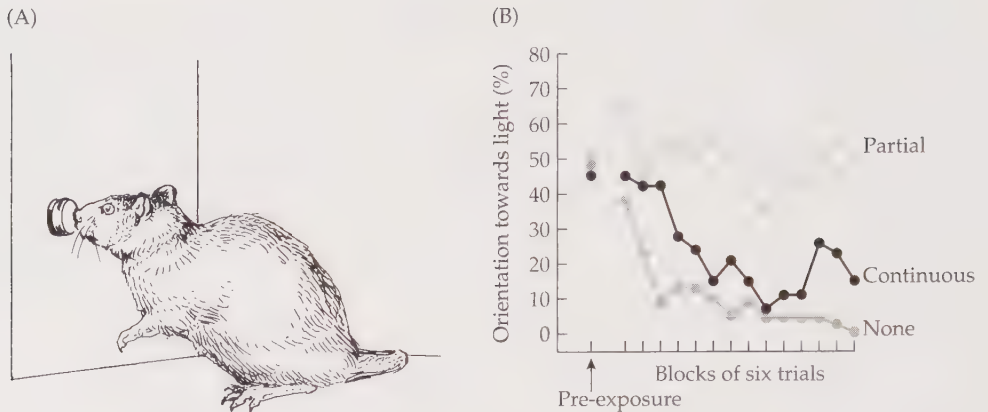 (A)
(B)
Orientation towards light (%)
80
70
60
50
40
30
20
10
0
Partial
Continuous
None
Blocks of six trials
Pre-exposure